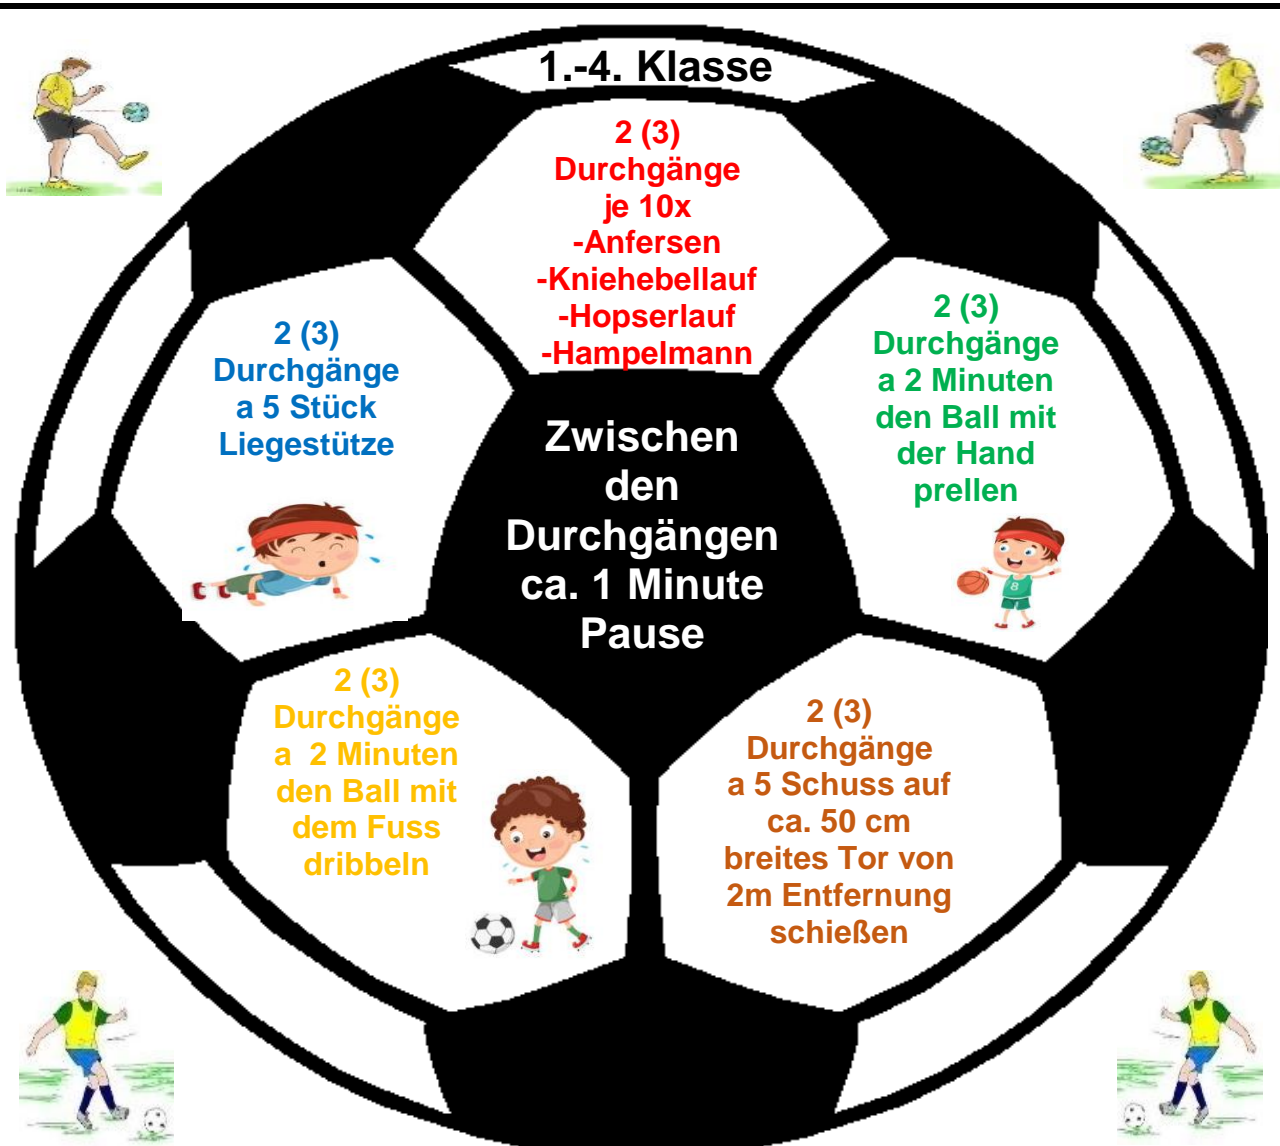 1.-4. Klasse
2 (3)
Durchgänge
je 10x
-Anfersen
-Kniehebellauf
-Hopserlauf
-Hampelmann
2 (3)
Durchgänge
a 5 Stück
Liegestütze
2 (3)
Durchgänge
a 2 Minuten
den Ball mit
der Hand
prellen
8
Zwischen
den
Durchgängen
ca. 1 Minute
Pause
2 (3)
Durchgänge
a 2 Minuten
den Ball mit
dem Fuss
dribbeln
2 (3)
Durchgänge
a 5 Schuss auf
ca. 50 cm
breites Tor von
2m Entfernung
schießen